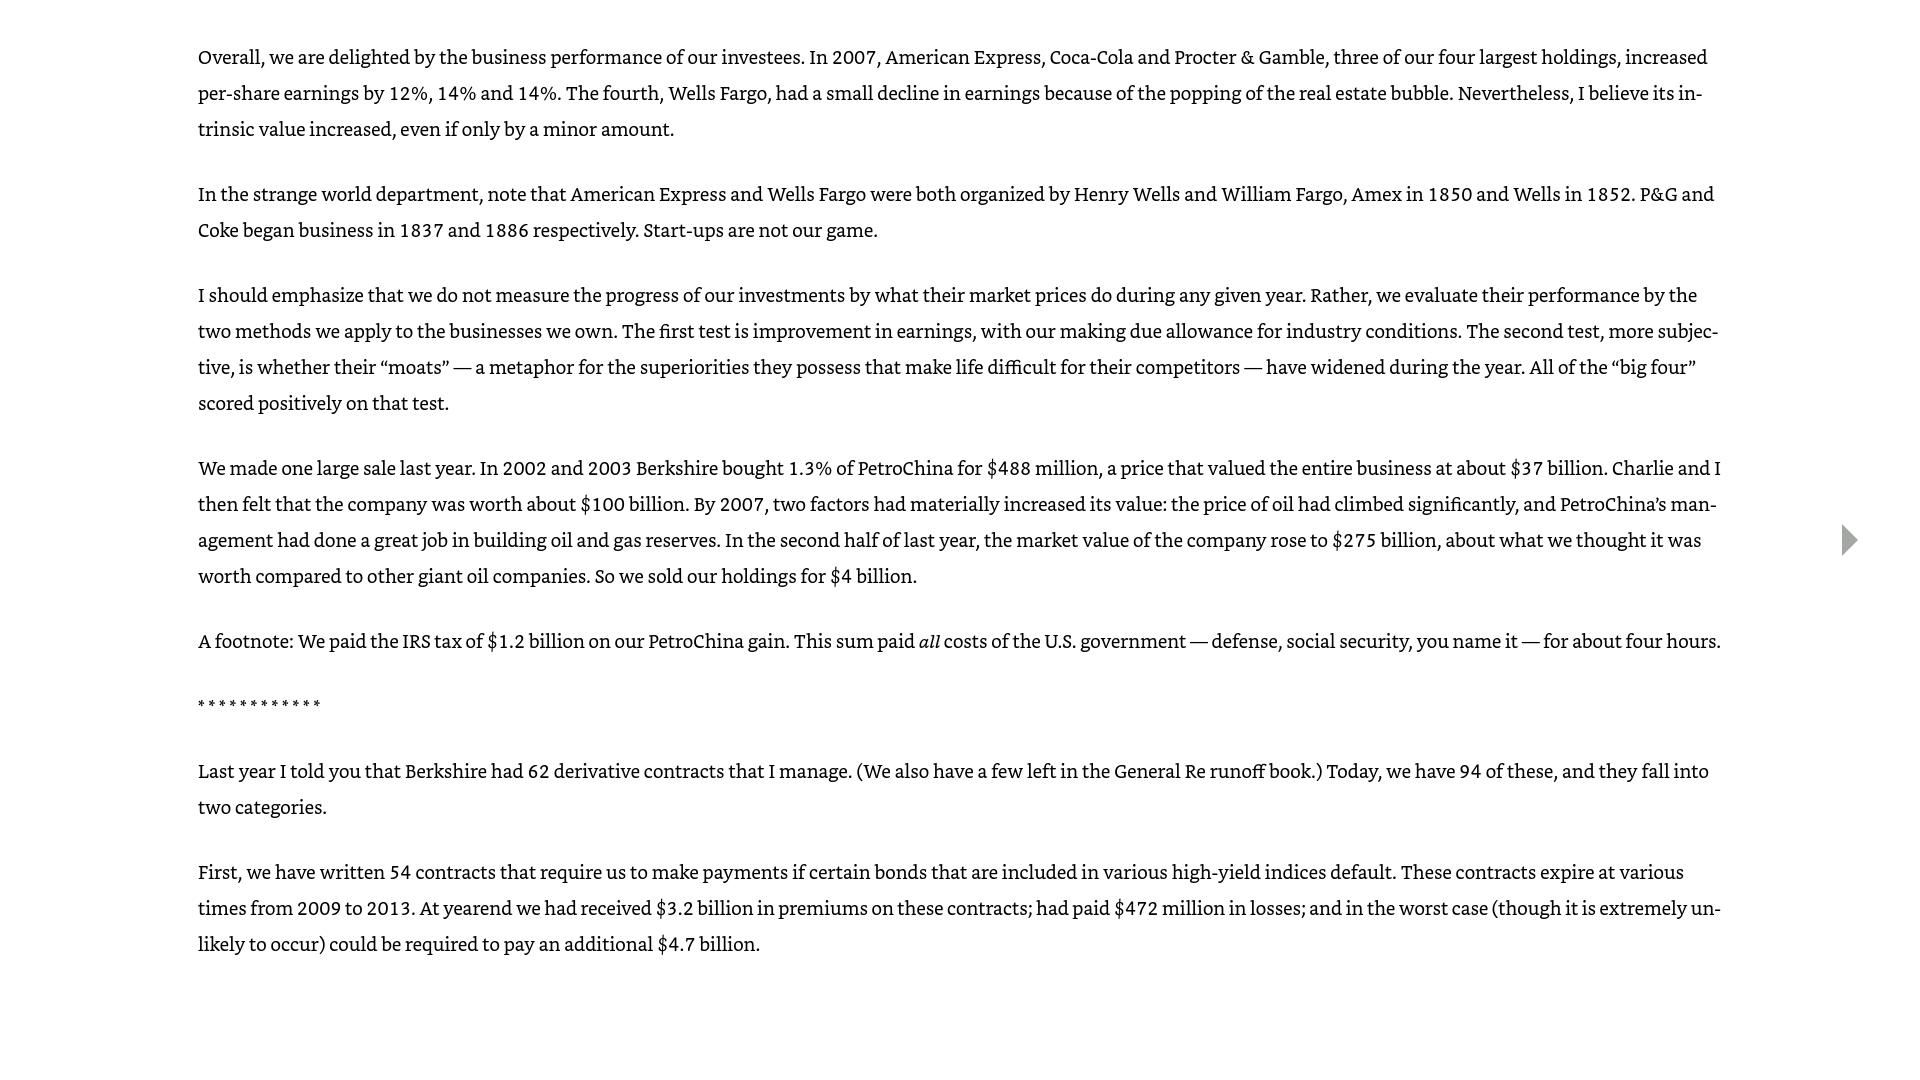 Overall, we are delighted by the business performance of our investees. In 2007, American Express, Coca-Cola and Procter & Gamble, three of our four largest holdings, increased
per-share earnings by 12%, 14% and 14%. The fourth, Wells Fargo, had a small decline in earnings because of the popping of the real estate bubble. Nevertheless, I believe its in-
trinsic value increased, even if only by a minor amount.
In the strange world department, note that American Express and Wells Fargo were both organized by Henry Wells and William Fargo, Amex in 1850 and Wells in 1852. P&G and
Coke began business in 1837 and 1886 respectively. Start-ups are not our game.
I should emphasize that we do not measure the progress of our investments by what their market prices do during any given year. Rather, we evaluate their performance by the
two methods we apply to the businesses we own. The first test is improvement in earnings, with our making due allowance for industry conditions. The second test, more subjec-
tive, is whether their “moats” — a metaphor for the superiorities they possess that make life difficult for their competitors — have widened during the year. All of the “big four”
scored positively on that test.
We made one large sale last year. In 2002 and 2003 Berkshire bought 1.3% of PetroChina for $488 million, a price that valued the entire business at about $37 billion. Charlie and I
then felt that the company was worth about $100 billion. By 2007, two factors had materially increased its value: the price of oil had climbed significantly, and PetroChina’s man-
agement had done a great job in building oil and gas reserves. In the second half of last year, the market value of the company rose to $275 billion, about what we thought it was
worth compared to other giant oil companies. So we sold our holdings for $4 billion.
A footnote: We paid the IRS tax of $1.2 billion on our PetroChina gain. This sum paid all costs of the U.S. government — defense, social security, you name it — for about four hours.
* * * * * * * * * * * *
Last year I told you that Berkshire had 62 derivative contracts that I manage. (We also have a few left in the General Re runoff book.) Today, we have 94 of these, and they fall into
two categories.
First, we have written 54 contracts that require us to make payments if certain bonds that are included in various high-yield indices default. These contracts expire at various
times from 2009 to 2013. At yearend we had received $3.2 billion in premiums on these contracts; had paid $472 million in losses; and in the worst case (though it is extremely un-
likely to occur) could be required to pay an additional $4.7 billion.